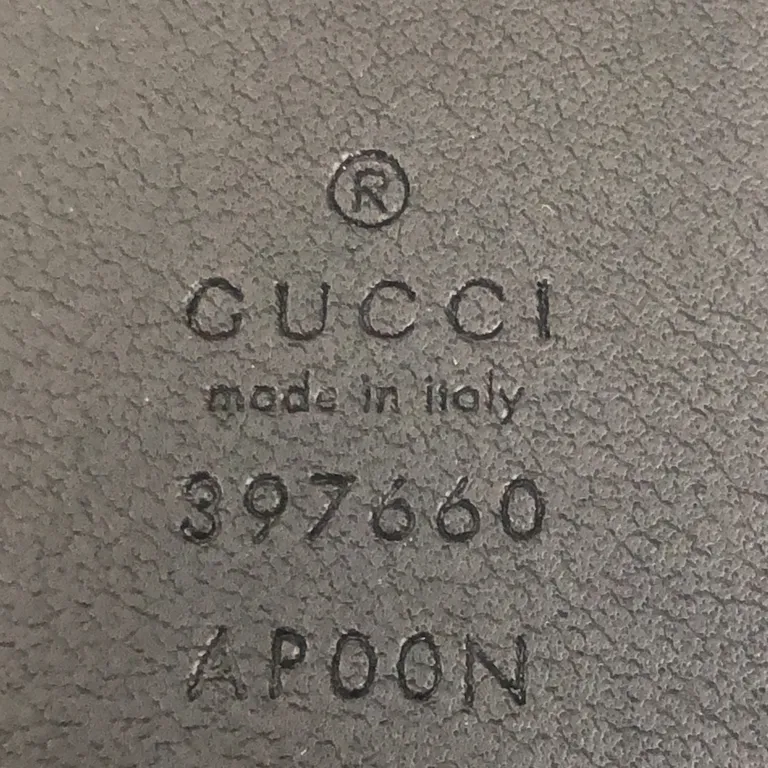 ®
GUCCI
made in italy
397660
AP00N